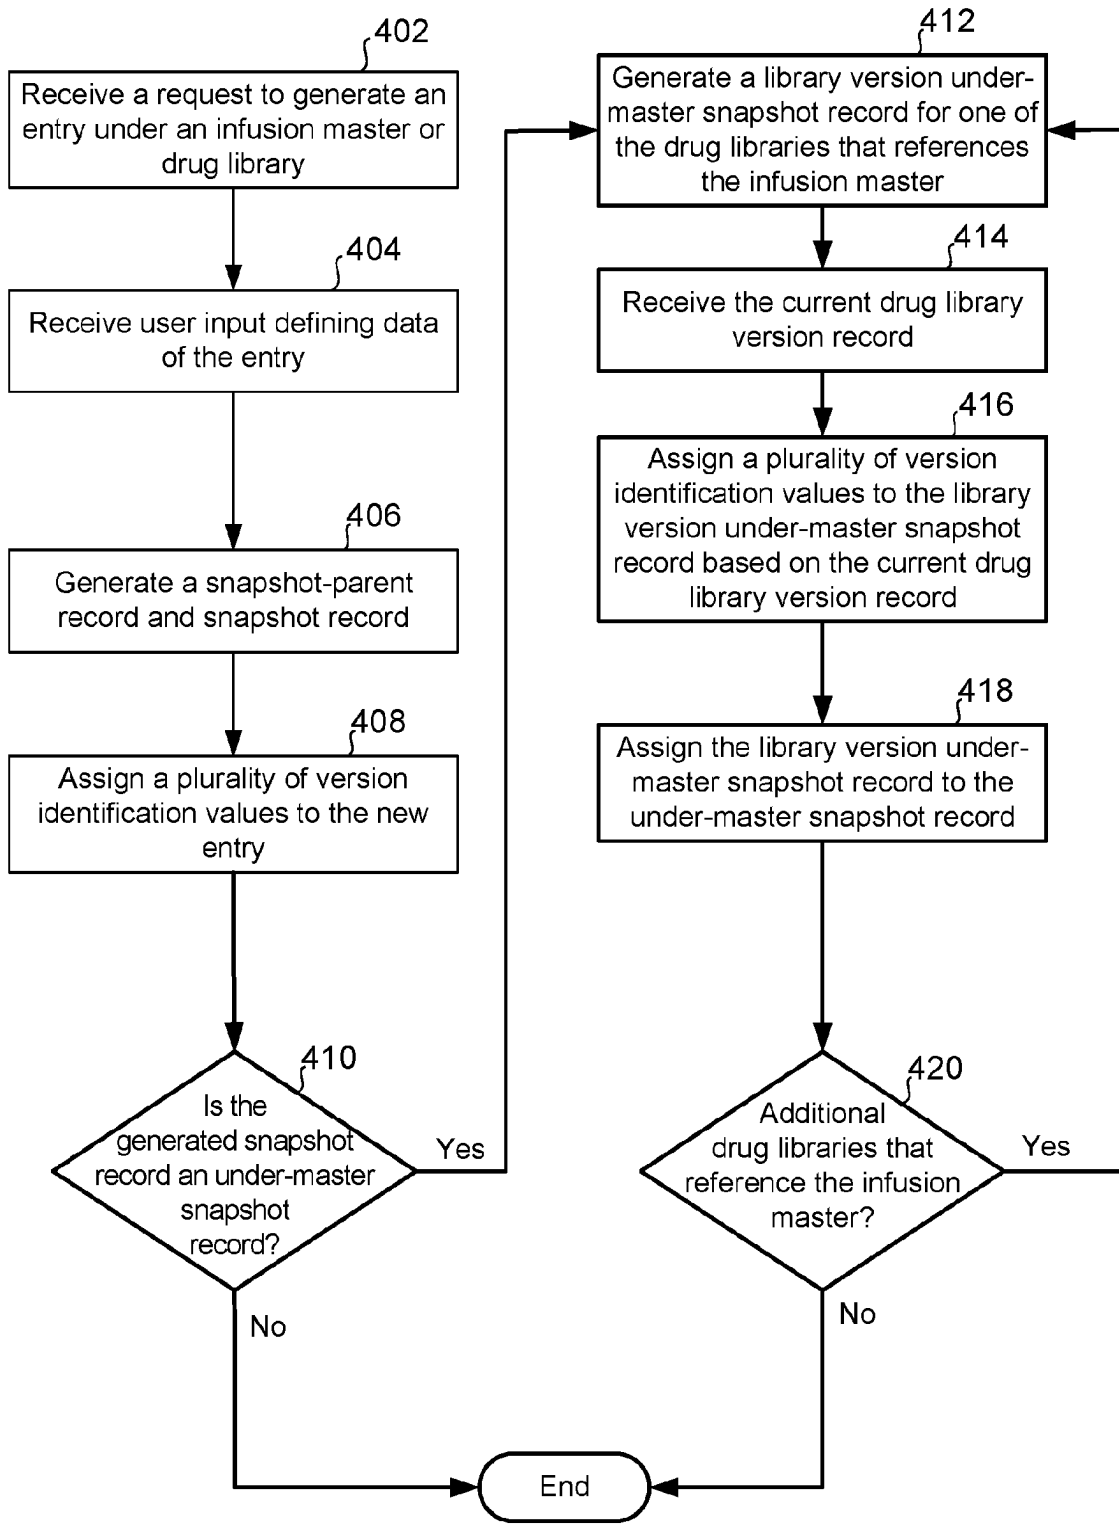 402
Receive a request to generate an
entry under an infusion master or
drug library
404
Receive user input defining data
of the entry
406
Generate a snapshot-parent
record and snapshot record
408
Assign a plurality of version
identification values to the new
entry
410
Is the
generated snapshot
record an under-master
snapshot
record?
Yes
No
412
Generate a library version under-
master snapshot record for one of
the drug libraries that references
the infusion master
414
Receive the current drug library
version record
416
Assign a plurality of version
identification values to the library
version under-master snapshot
record based on the current drug
library version record
418
Assign the library version under-
master snapshot record to the
under-master snapshot record
420
Additional
drug libraries that
reference the infusion
master?
Yes
No
End